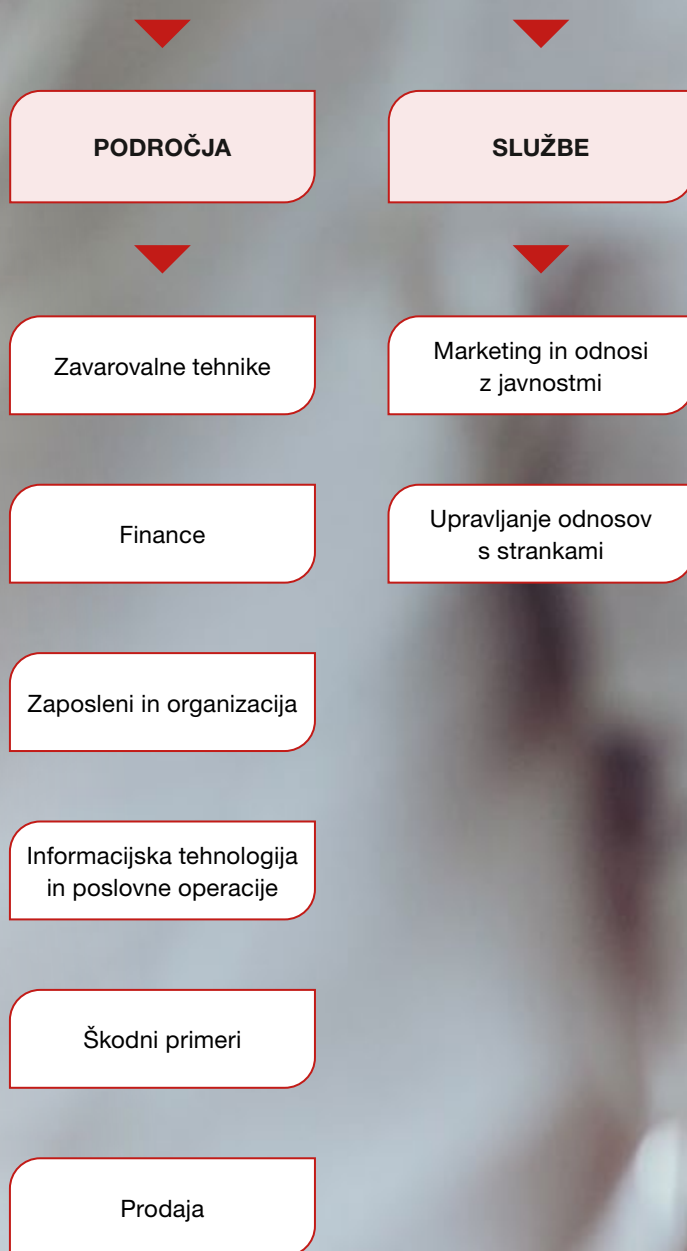 PODROČJA
SLUŽBE
Zavarovalne tehnike
Marketing in odnosi
z javnostmi
Finance
Upravljanje odnosov
s strankami
Zaposleni in organizacija
Informacijska tehnologija
in poslovne operacije
Škodni primeri
Prodaja